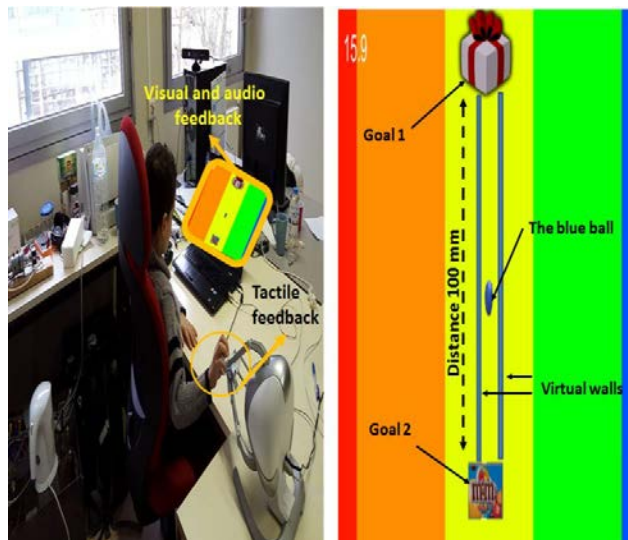 Visual and audio
feedback
Tactile
feedback
15.9
Goal 1
Distance 100 mm
The blue ball
Virtual walls
Goal 2
m&m